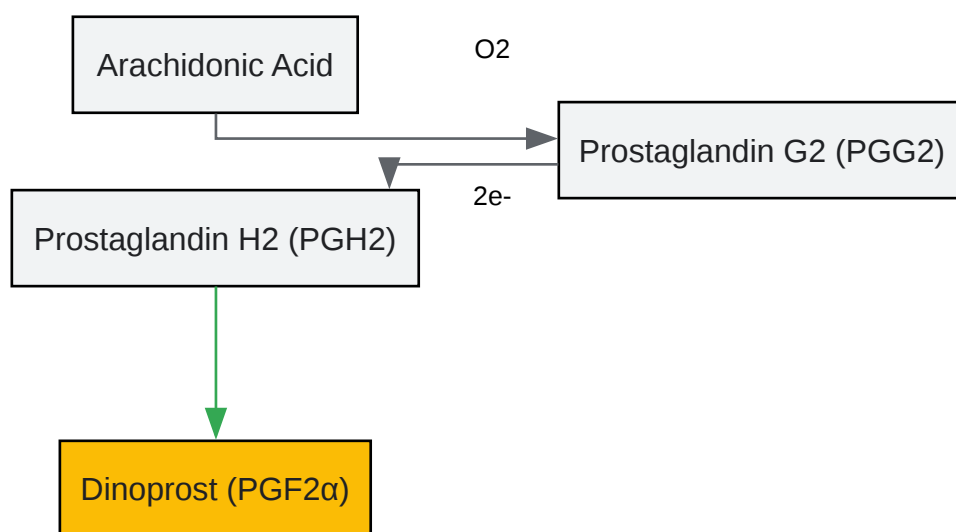 Arachidonic Acid
O2
Prostaglandin G2 (PGG2)
2e-
Prostaglandin H2 (PGH2)
Dinoprost (PGF2α)